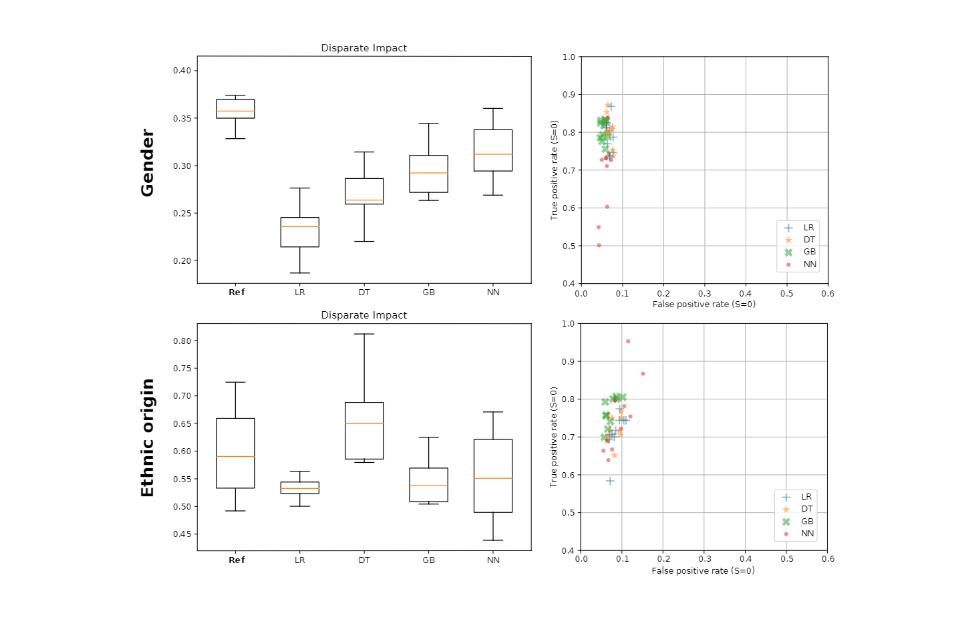 Gender
Disparate Impact
0.40
0.35
0.30
0.25
0.20
Ref LR DT GB NN
True positive rate (S=0)
1.0
0.9
0.8
0.7
0.6
0.5
0.4
LR
DT
GB
NN
0.0 0.1 0.2 0.3 0.4 0.5 0.6
False positive rate (S=0)
Ethnic origin
Disparate Impact
0.80
0.75
0.70
0.65
0.60
0.55
0.50
0.45
Ref LR DT GB NN
True positive rate (S=0)
1.0
0.9
0.8
0.7
0.6
0.5
0.4
LR
DT
GB
NN
0.0 0.1 0.2 0.3 0.4 0.5 0.6
False positive rate (S=0)